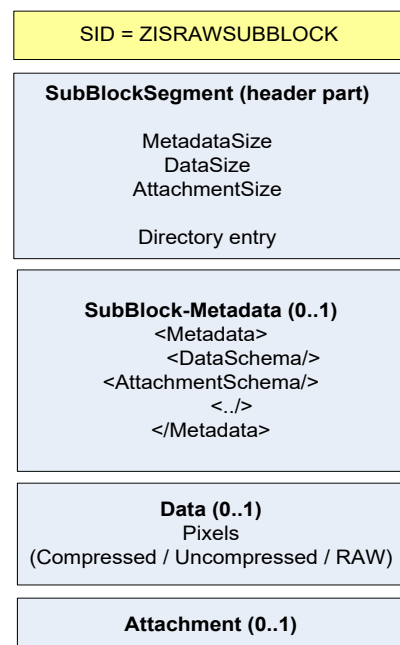 SID = ZISRAWSUBBLOCK
SubBlockSegment (header part)
MetadataSize
DataSize
AttachmentSize
Directory entry
SubBlock-Metadata (0..1)
<Metadata>
<DataSchema/>
<AttachmentSchema/>
<../>
</Metadata>
Data (0..1)
Pixels
(Compressed / Uncompressed / RAW)
Attachment (0..1)